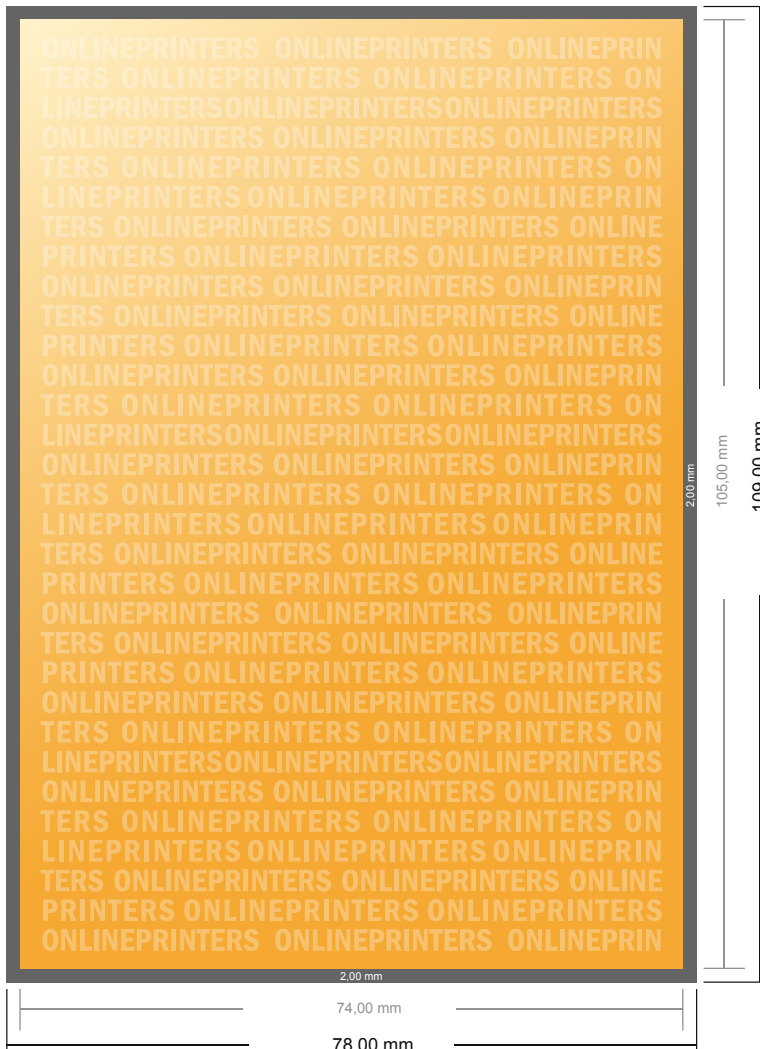 ONLINEPRINTERS ONLINEPRINTERS ONLINEPRIN
TERS ONLINEPRINTERS ONLINEPRINTERS ON
LINEPRINTERSONLINEPRINTERSONLINEPRINTERS
ONLINEPRINTERS ONLINEPRINTERS ONLINEPRIN
TERS ONLINEPRINTERS ONLINEPRINTERS ON
LINEPRINTERS ONLINEPRINTERS ONLINEPRIN
TERS ONLINEPRINTERS ONLINEPRINTERS ONLINE
PRINTERS ONLINEPRINTERS ONLINEPRINTERS
ONLINEPRINTERS ONLINEPRINTERS ONLINEPRIN
TERS ONLINEPRINTERS ONLINEPRINTERS ONLINE
PRINTERS ONLINEPRINTERS ONLINEPRINTERS
ONLINEPRINTERS ONLINEPRINTERS ONLINEPRIN
TERS ONLINEPRINTERS ONLINEPRINTERS ON
LINEPRINTERSONLINEPRINTERSONLINEPRINTERS
ONLINEPRINTERS ONLINEPRINTERS ONLINEPRIN
TERS ONLINEPRINTERS ONLINEPRINTERS ON
LINEPRINTERS ONLINEPRINTERS ONLINEPRIN
TERS ONLINEPRINTERS ONLINEPRINTERS ONLINE
PRINTERS ONLINEPRINTERS ONLINEPRINTERS
ONLINEPRINTERS ONLINEPRINTERS ONLINEPRIN
TERS ONLINEPRINTERS ONLINEPRINTERS ONLINE
PRINTERS ONLINEPRINTERS ONLINEPRINTERS
ONLINEPRINTERS ONLINEPRINTERS ONLINEPRIN
TERS ONLINEPRINTERS ONLINEPRINTERS ON
LINEPRINTERSONLINEPRINTERSONLINEPRINTERS
ONLINEPRINTERS ONLINEPRINTERS ONLINEPRIN
TERS ONLINEPRINTERS ONLINEPRINTERS ON
LINEPRINTERS ONLINEPRINTERS ONLINEPRIN
TERS ONLINEPRINTERS ONLINEPRINTERS ONLINE
PRINTERS ONLINEPRINTERS ONLINEPRINTERS
ONLINEPRINTERS ONLINEPRINTERS ONLINEPRIN
2,00 mm
105,00 mm
109,00 mm
2,00 mm
74,00 mm
78,00 mm